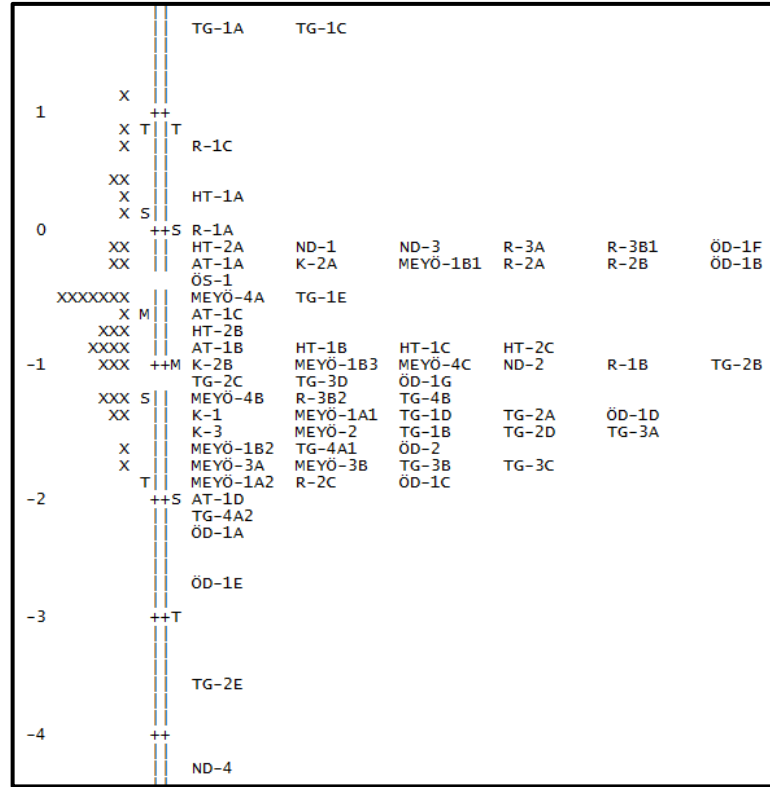 || TG-1A TG-1C
||
||
||
X ||
1 ++
X T||T
X || R-1C
||
XX ||
X || HT-1A
X S||
0 ++S R-1A
XX || HT-2A ND-1 ND-3 R-3A R-3B1 ÖD-1F
XX || AT-1A K-2A MEYÖ-1B1 R-2A R-2B ÖD-1B
ÖS-1
XXXXXXX || MEYÖ-4A TG-1E
X M|| AT-1C
XXX || HT-2B
XXXX || AT-1B HT-1B HT-1C HT-2C
-1 XXX ++M K-2B MEYÖ-1B3 MEYÖ-4C ND-2 R-1B TG-2B
TG-2C TG-3D ÖD-1G
XXX S|| MEYÖ-4B R-3B2 TG-4B
XX || K-1 MEYÖ-1A1 TG-1D TG-2A ÖD-1D
|| K-3 MEYÖ-2 TG-1B TG-2D TG-3A
X || MEYÖ-1B2 TG-4A1 ÖD-2
X || MEYÖ-3A MEYÖ-3B TG-3B TG-3C
T|| MEYÖ-1A2 R-2C ÖD-1C
-2 ++S AT-1D
|| TG-4A2
|| ÖD-1A
||
||
|| ÖD-1E
||
-3 ++T
||
||
||
|| TG-2E
||
||
-4 ++
||
|| ND-4
||